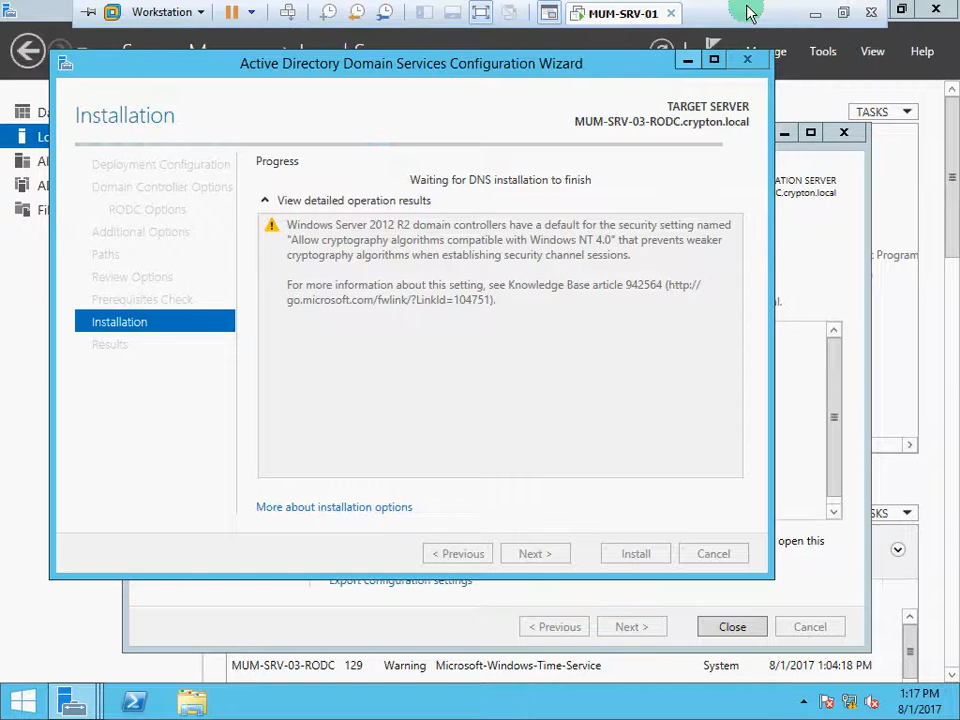 Workstation
MUM-SRV-01
Manage
Tools
View
Help
Active Directory Domain Services Configuration Wizard
Installation
TARGET SERVER
MUM-SRV-03-RODC.crypton.local
TASKS
Deployment Configuration
Domain Controller Options
RODC Options
Additional Options
Paths
Review Options
Prerequisites Check
Installation
Results
Progress
Waiting for DNS installation to finish
View detailed operation results
Windows Server 2012 R2 domain controllers have a default for the security setting named
"Allow cryptography algorithms compatible with Windows NT 4.0" that prevents weaker
cryptography algorithms when establishing security channel sessions.
For more information about this setting, see Knowledge Base article 942564 (http://
go.microsoft.com/fwlink/?LinkId=104751).
More about installation options
< Previous
Next >
Install
Cancel
open this
Export configuration settings
< Previous
Next >
Close
Cancel
MUM-SRV-03-RODC 129 Warning Microsoft-Windows-Time-Service System 8/1/2017 1:04:18 PM
1:17 PM
8/1/2017